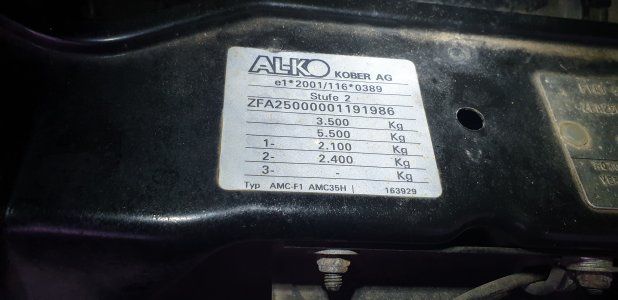 AL-KO KOBER AG
e1*2001/116*0389
Stufe 2
ZFA25000001191986
3.500 Kg
5.500 Kg
1- 2.100 Kg
2- 2.400 Kg
3- - Kg
Typ AMC-F1 AMC35H | 163929